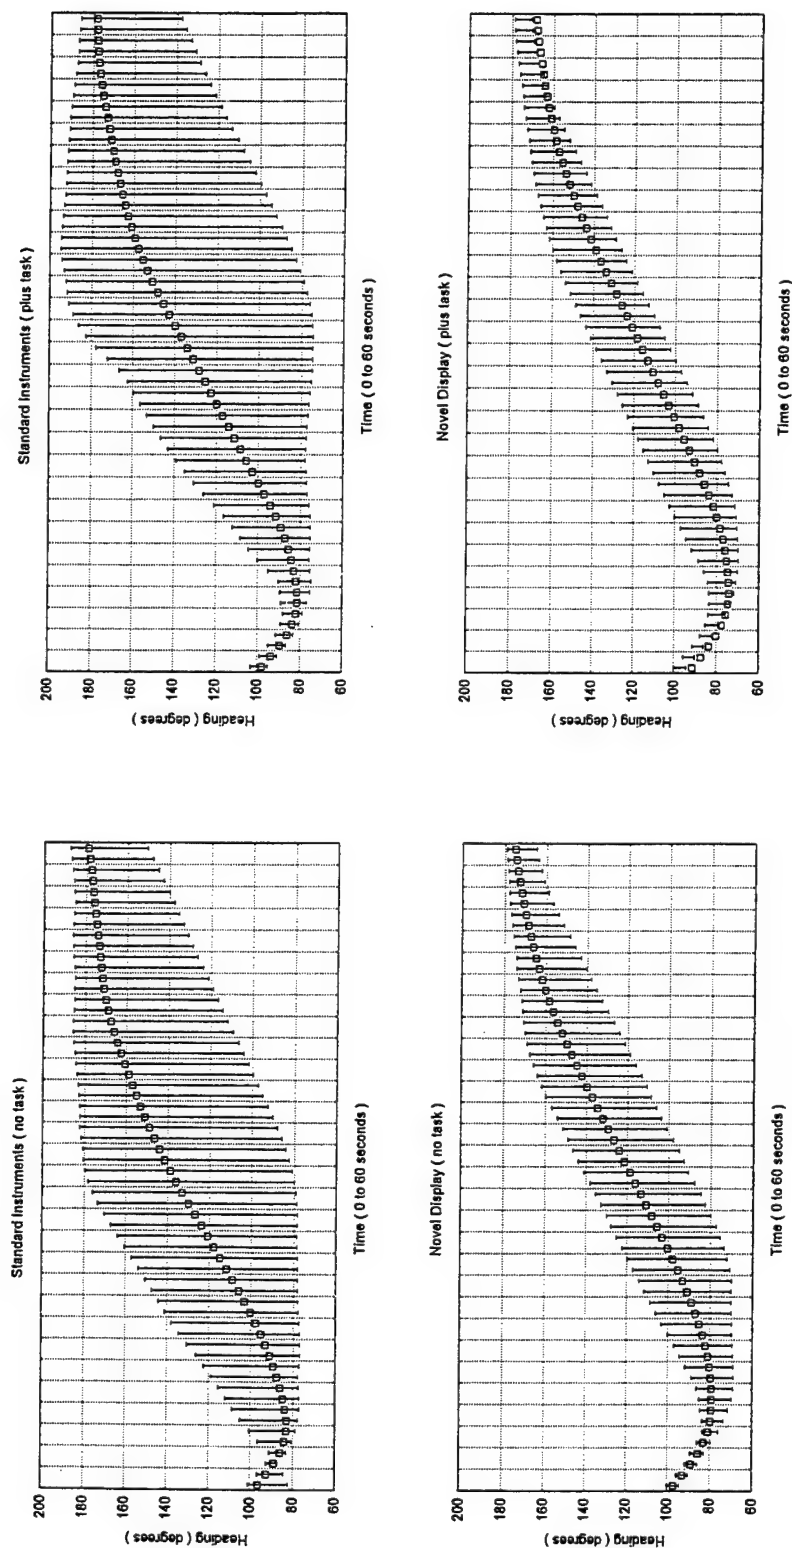 Standard Instruments ( no task )
Heading ( degrees )
200
180
160
140
120
100
80
60
Time ( 0 to 60 seconds )
Standard Instruments ( plus task )
Heading ( degrees )
200
180
160
140
120
100
80
60
Time ( 0 to 60 seconds )
Novel Display ( no task )
Heading ( degrees )
200
180
160
140
120
100
80
60
Time ( 0 to 60 seconds )
Novel Display ( plus task )
Heading ( degrees )
200
180
160
140
120
100
80
60
Time ( 0 to 60 seconds )